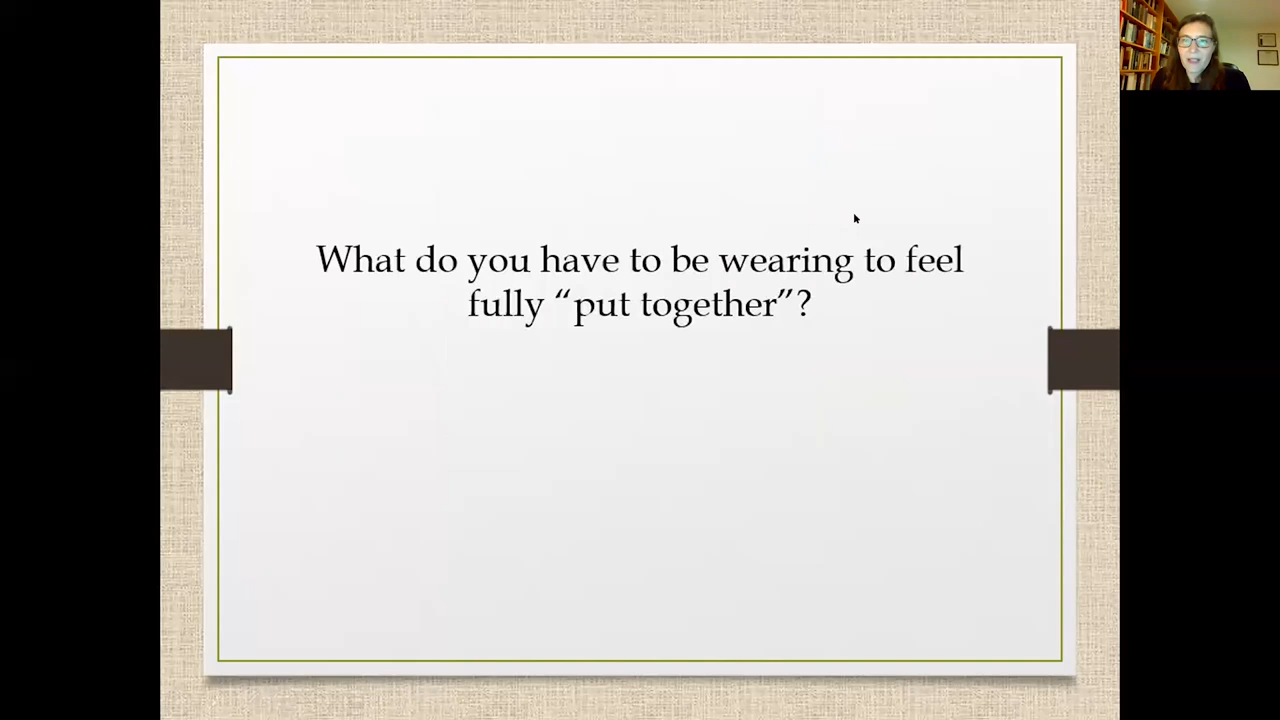 What do you have to be wearing to feel
fully “put together”?